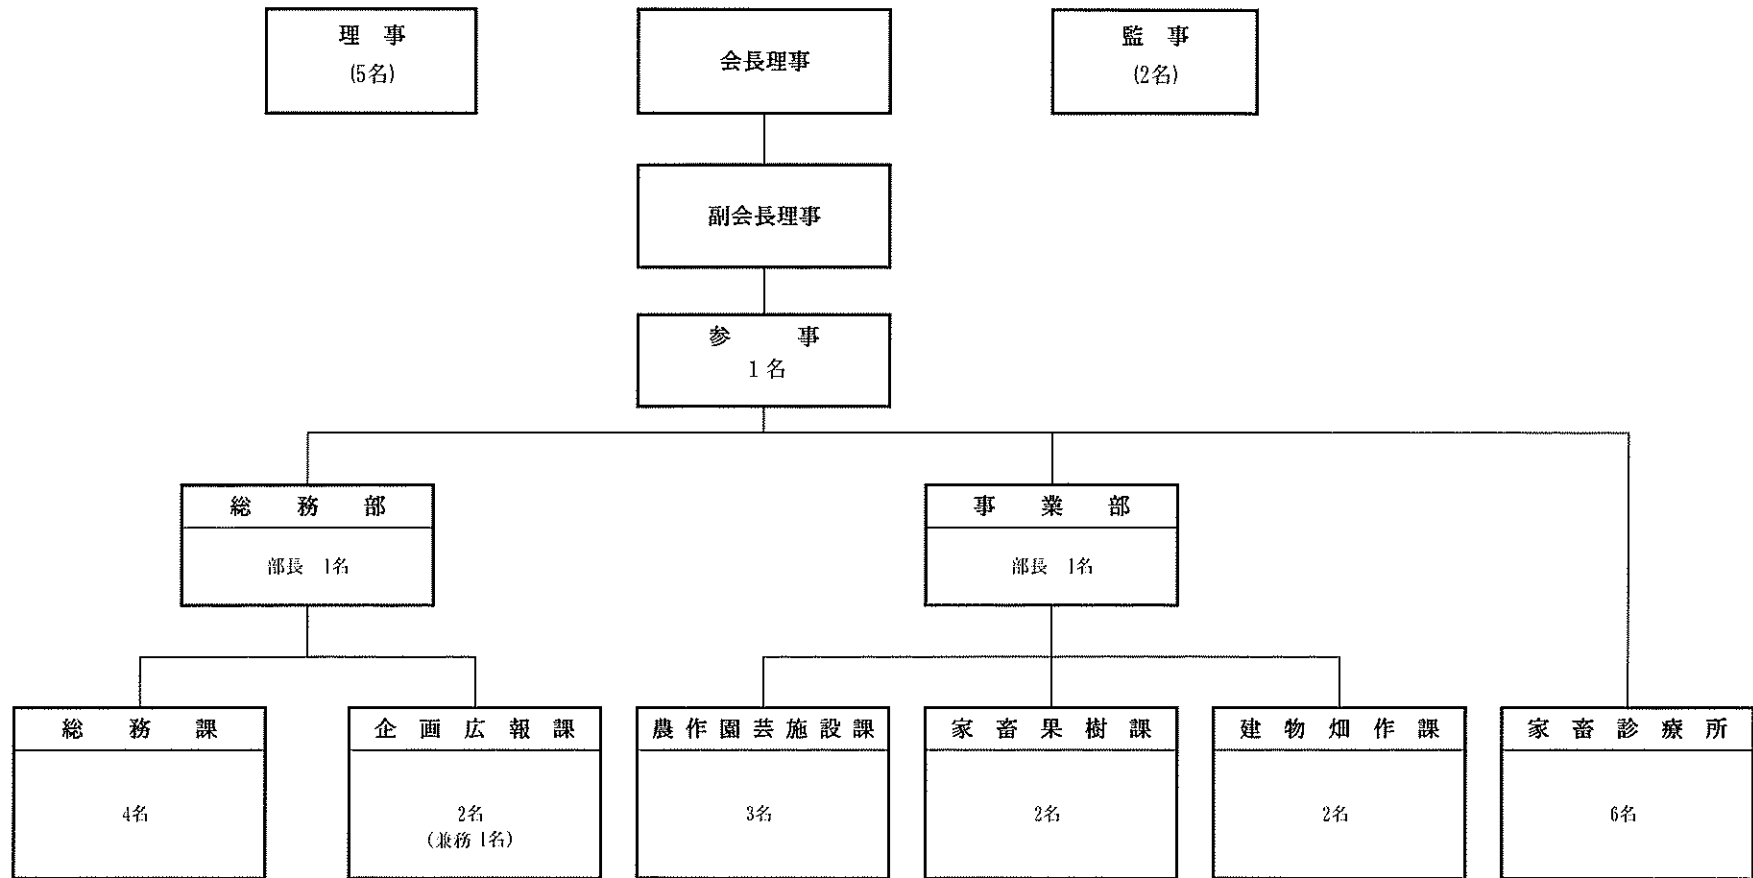 理事
(5名)
会長理事
監事
(2名)
副会長理事
参事
1名
総務部
部長 1名
事業部
部長 1名
総務課
4名
企画広報課
2名
(兼務 1名)
農作園芸施設課
3名
家畜果樹課
2名
建物畑作課
2名
家畜診療所
6名